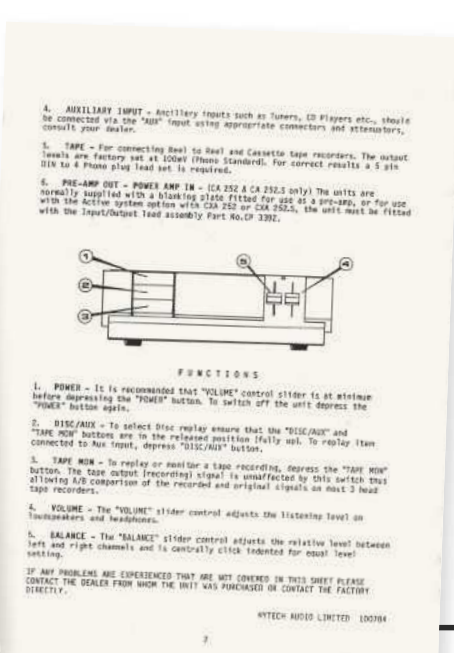 4. AUXILIARY INPUT - Ancillary inputs such as Tuners, CD Players etc., should
be connected via the "AUX" input using appropriate connectors and attenuators,
consult your dealer.
5. TAPE - For connecting Reel to Reel and Cassette tape recorders. The output
levels are factory set at 100mV (Phono Standard). For correct results a 5 pin
DIN to 4 Phono plug lead set is required.
6. PRE-AMP OUT - POWER AMP IN - (CA 252 & CA 252.S only) The units are
normally supplied with a blanking plate fitted for use as a pre-amp, or for use
with the Active system option with CXA 252 or CXA 252.S, the unit must be fitted
with the Input/Output lead assembly Part No.CP 3392.
1
2
3
5
4
FUNCTIONS
1. POWER - It is recommended that "VOLUME" control slider is at minimum
before depressing the "POWER" button. To switch off the unit depress the
"POWER" button again.
2. DISC/AUX - To select Disc replay ensure that the "DISC/AUX" and
"TAPE MON" buttons are in the released position (fully up). To replay item
connected to Aux input, depress "DISC/AUX" button.
3. TAPE MON - To replay or monitor a tape recording, depress the "TAPE MON"
button. The tape output (recording) signal is unaffected by this switch thus
allowing A/B comparison of the recorded and original signals on most 3 head
tape recorders.
4. VOLUME - The "VOLUME" slider control adjusts the listening level on
loudspeakers and headphones.
5. BALANCE - The "BALANCE" slider control adjusts the relative level between
left and right channels and is centrally click indented for equal level
setting.
IF ANY PROBLEMS ARE EXPERIENCED THAT ARE NOT COVERED IN THIS SHEET PLEASE
CONTACT THE DEALER FROM WHOM THE UNIT WAS PURCHASED OR CONTACT THE FACTORY
DIRECTLY.
NYTECH AUDIO LIMITED 100784